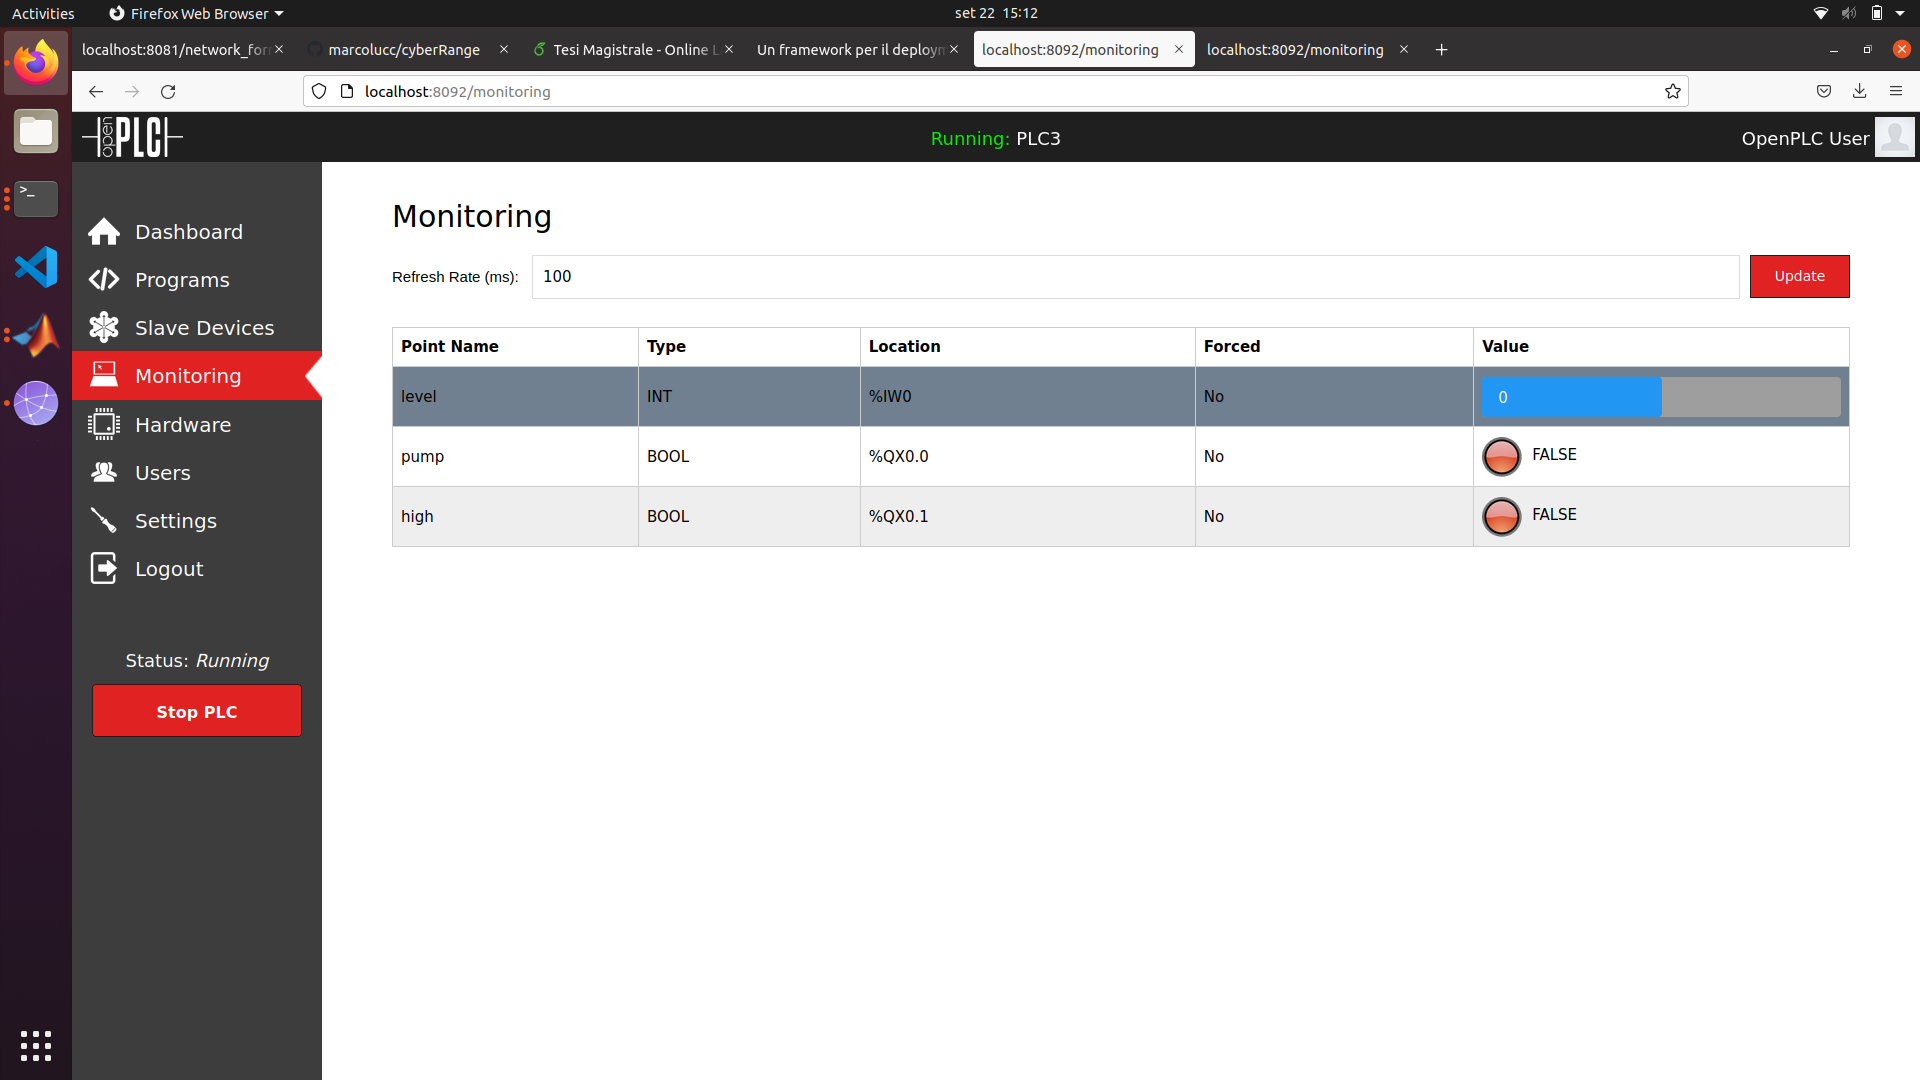 Activities
Firefox Web Browser
set 22 15:12
localhost:8081/network_for
marcolucc/cyberRange
Tesi Magistrale - Online L
Un framework per il deploym
localhost:8092/monitoring
localhost:8092/monitoring
localhost:8092/monitoring
open PLC
Running: PLC3
OpenPLC User
Dashboard
Programs
Slave Devices
Monitoring
Hardware
Users
Settings
Logout
Status: Running
Stop PLC
Monitoring
Refresh Rate (ms): 100 Update
Point Name Type Location Forced Value
level INT %IW0 No 0
pump BOOL %QX0.0 No FALSE
high BOOL %QX0.1 No FALSE